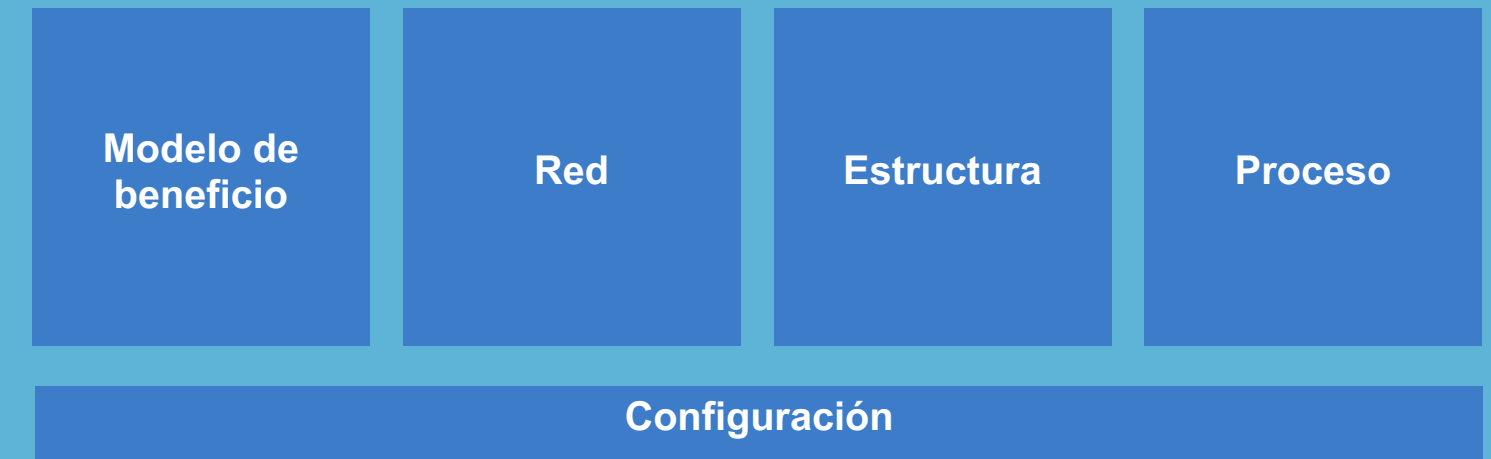 Modelo de
beneficio
Red
Estructura
Proceso
Configuración